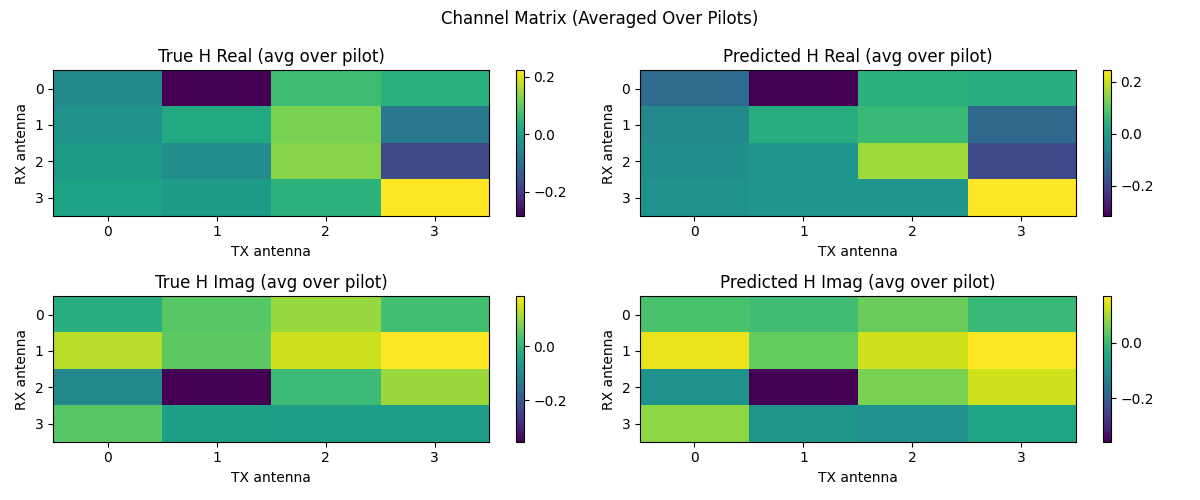 Channel Matrix (Averaged Over Pilots)
True H Real (avg over pilot)
RX antenna
0
1
2
3
0 1 2 3
TX antenna
0.2
0.0
−0.2
Predicted H Real (avg over pilot)
RX antenna
0
1
2
3
0 1 2 3
TX antenna
0.2
0.0
−0.2
True H Imag (avg over pilot)
RX antenna
0
1
2
3
0 1 2 3
TX antenna
0.0
−0.2
Predicted H Imag (avg over pilot)
RX antenna
0
1
2
3
0 1 2 3
TX antenna
0.0
−0.2